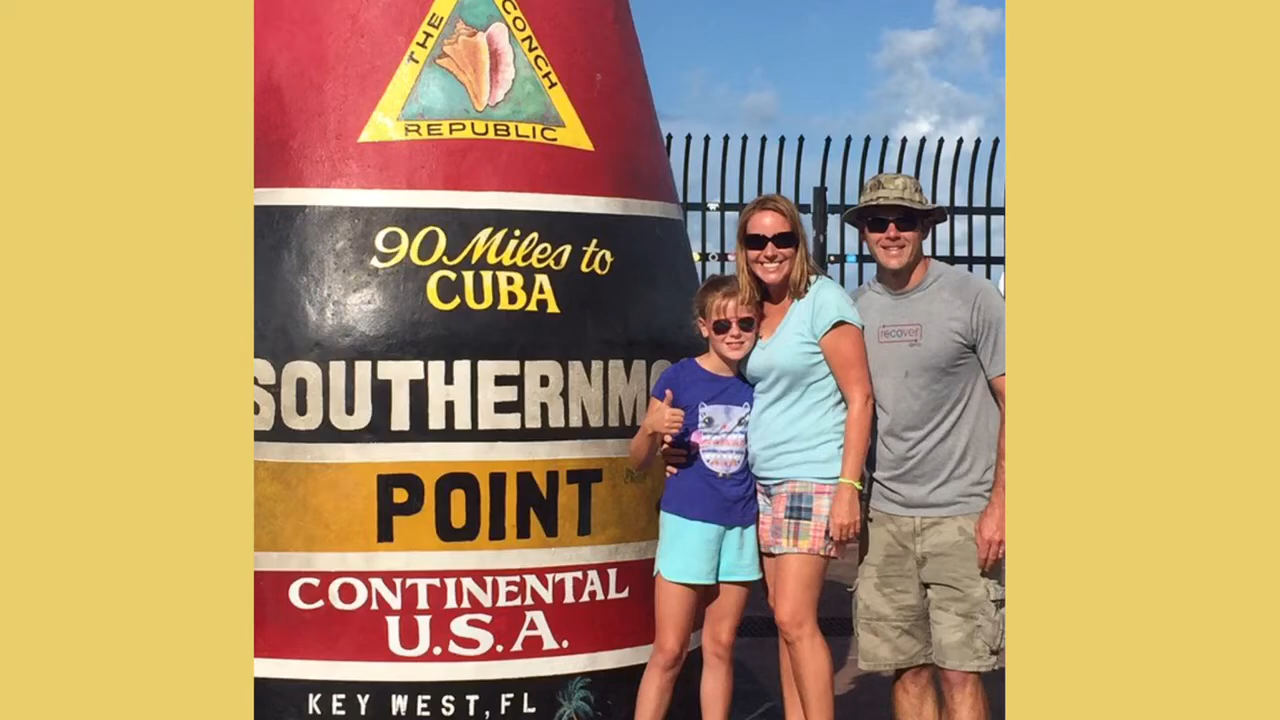 THE CONCH
REPUBLIC
90 Miles to
CUBA
SOUTHERNMO
POINT
CONTINENTAL
U.S.A.
KEY WEST, FL
recover